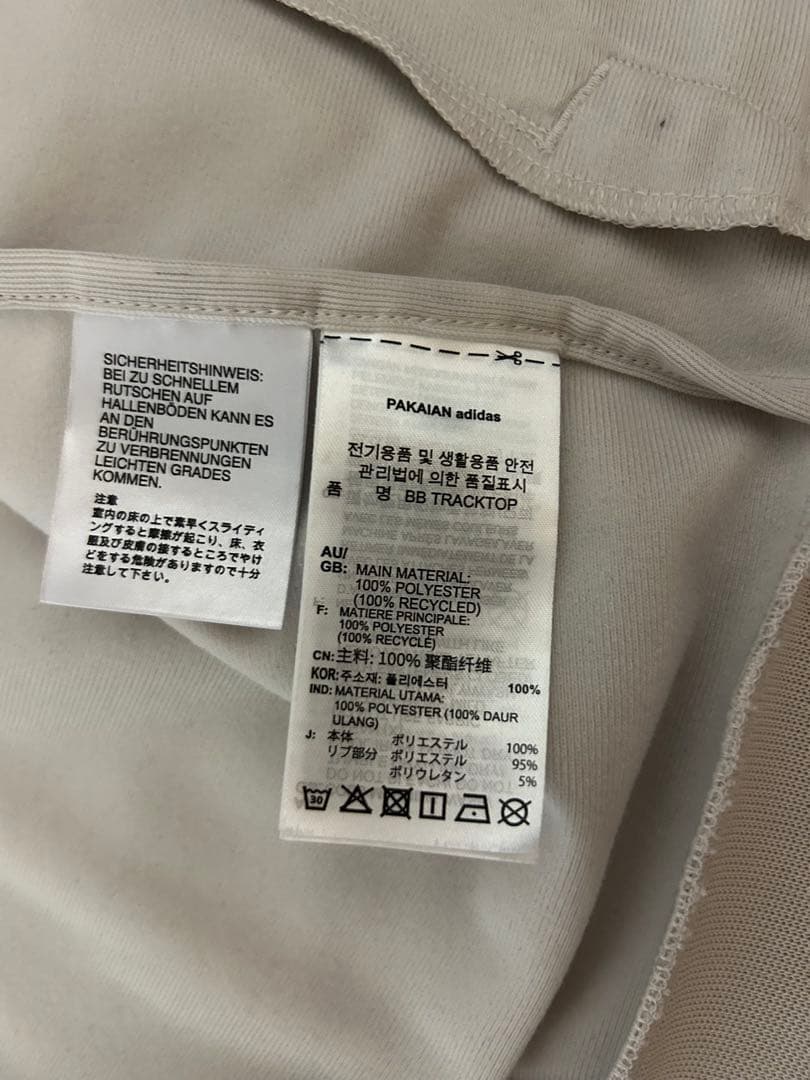 SICHERHEITSHINWEIS:
BEI ZU SCHNELLEM
RUTSCHEN AUF
HALLENBÖDEN KANN ES
AN DEN
BERÜHRUNGSPUNKTEN
ZU VERBRENNUNGEN
LEICHTEN GRADES
KOMMEN.
注意
室内の床の上で素早くスライディ
ングすると摩擦が起こり、床、衣
服及び皮膚の接するところでやけ
どをする危険がありますので十分
注意して下さい。
PAKAIAN adidas
전기용품 및 생활용품 안전
관리법에 의한 품질표시
품 명 BB TRACKTOP
AU/
GB: MAIN MATERIAL:
100% POLYESTER
(100% RECYCLED)
F: MATIERE PRINCIPALE:
100% POLYESTER
(100% RECYCLÉ)
CN: 主料: 100% 聚酯纤维
KOR: 주소재: 폴리에스터 100%
IND: MATERIAL UTAMA:
100% POLYESTER (100% DAUR
ULANG)
J: 本体 ポリエステル 100%
リブ部分 ポリエステル 95%
ポリウレタン 5%
30